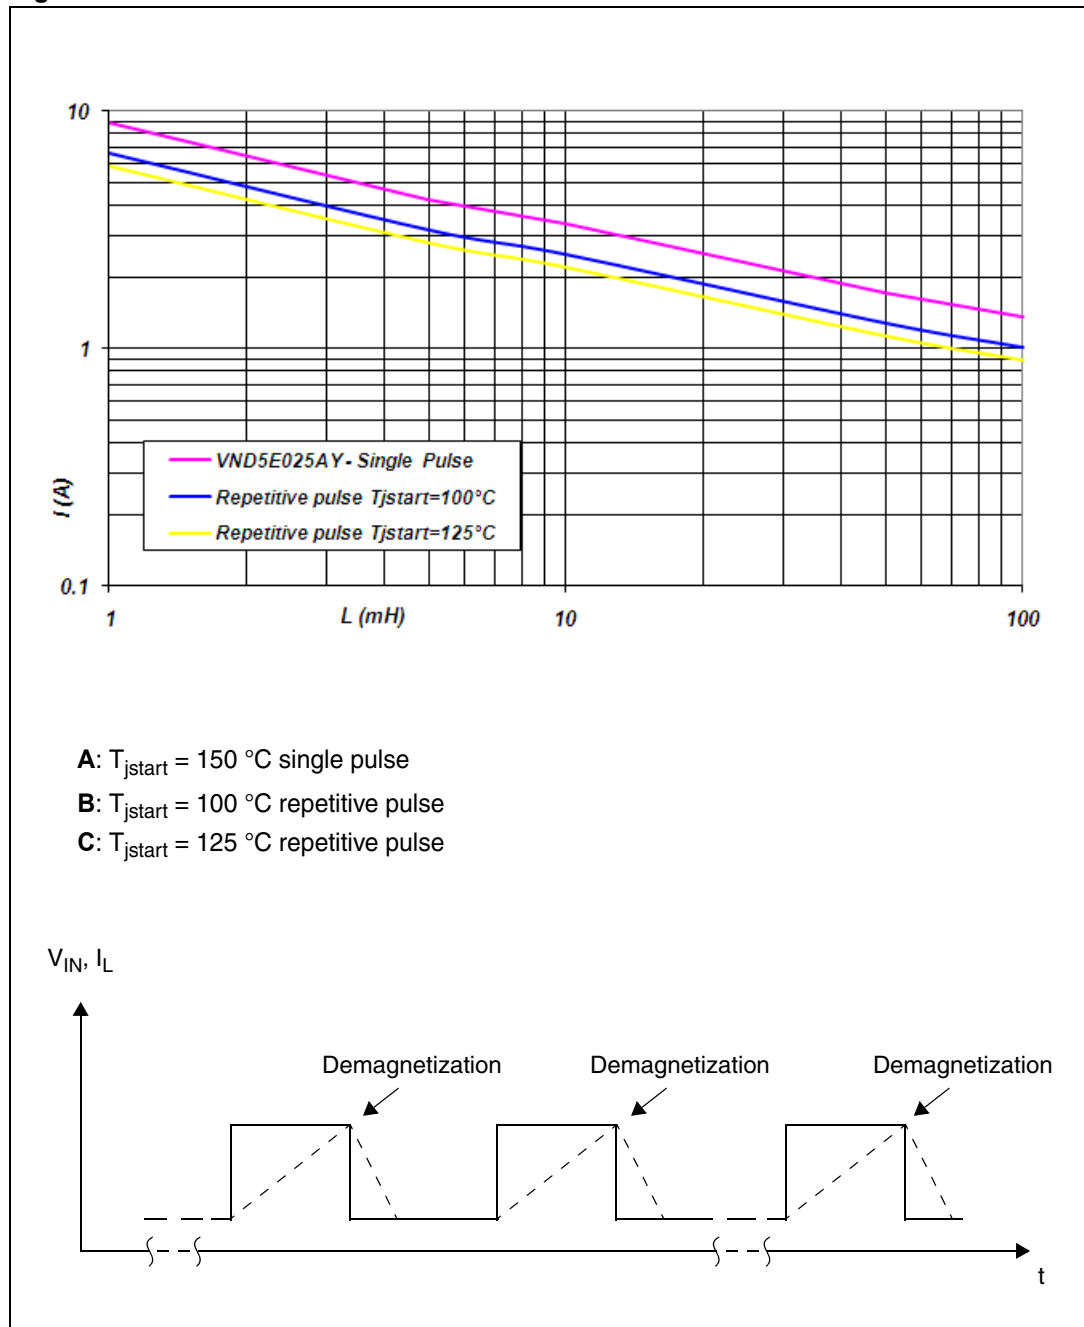 10
1
0.1
I (A)
VND5E025AY - Single Pulse
Repetitive pulse Tjstart=100°C
Repetitive pulse Tjstart=125°C
1
L (mH)
10
100
A: Tjstart = 150 °C single pulse
B: Tjstart = 100 °C repetitive pulse
C: Tjstart = 125 °C repetitive pulse
VIN, IL
Demagnetization
Demagnetization
Demagnetization
t